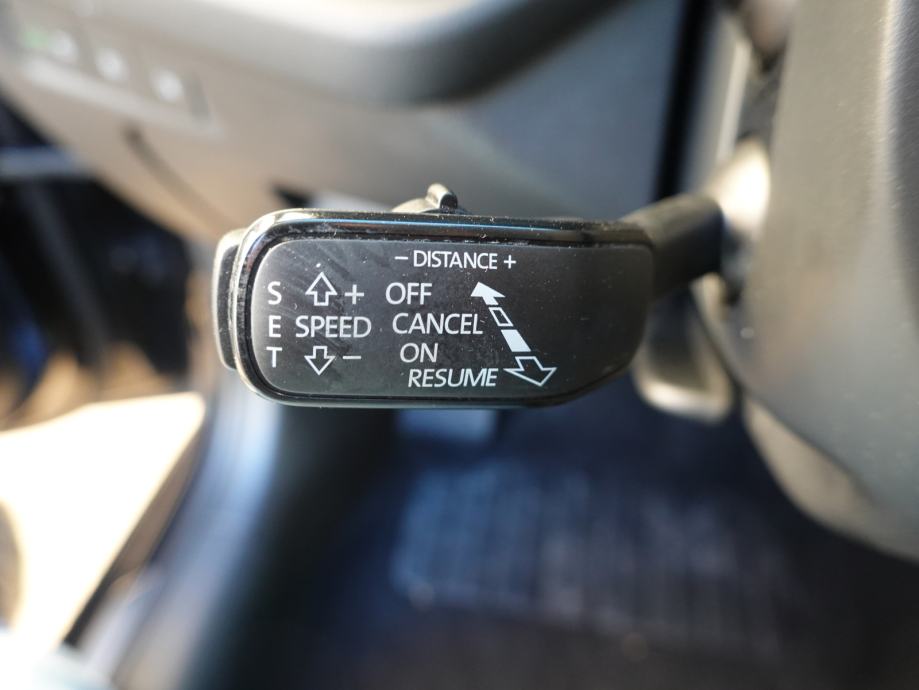 − DISTANCE +
S + OFF
E SPEED CANCEL
T − ON
RESUME